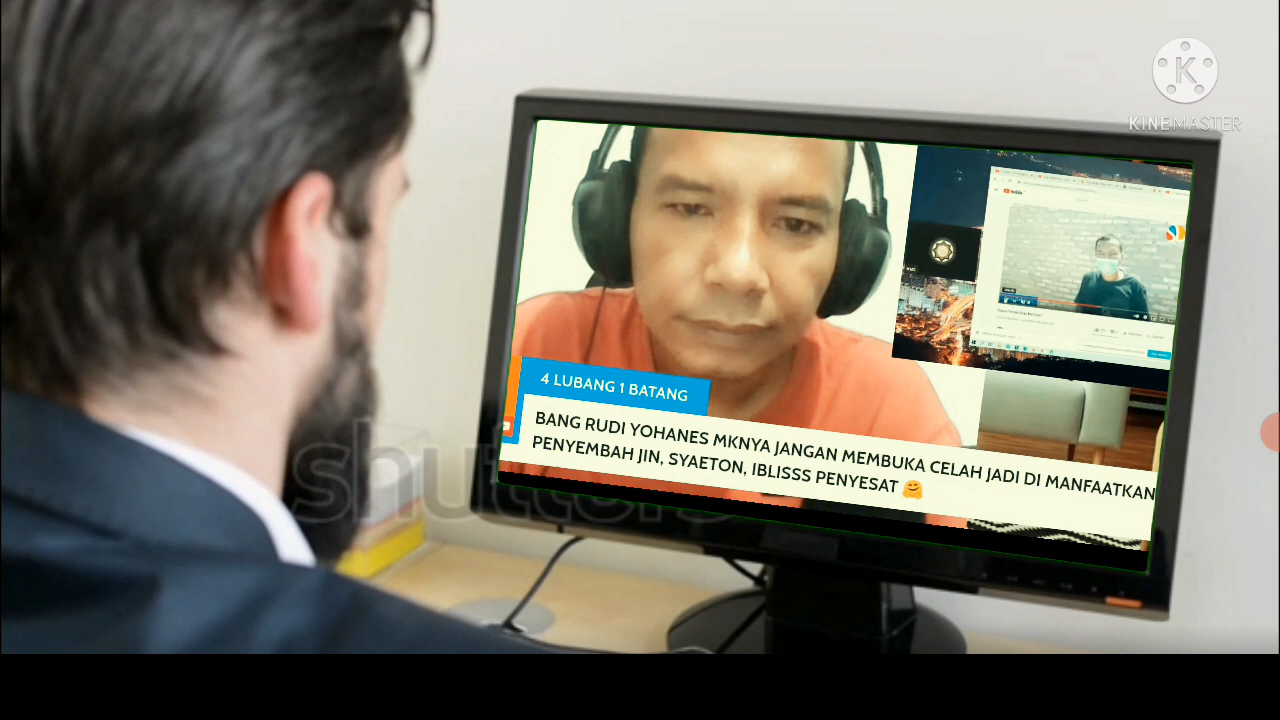 KINEMASTER
4 LUBANG 1 BATANG
BANG RUDI YOHANES MKNYA JANGAN MEMBUKA CELAH JADI DI MANFAATKAN
PENYEMBAH JIN, SYAETON, IBLISSS PENYESAT 🤗